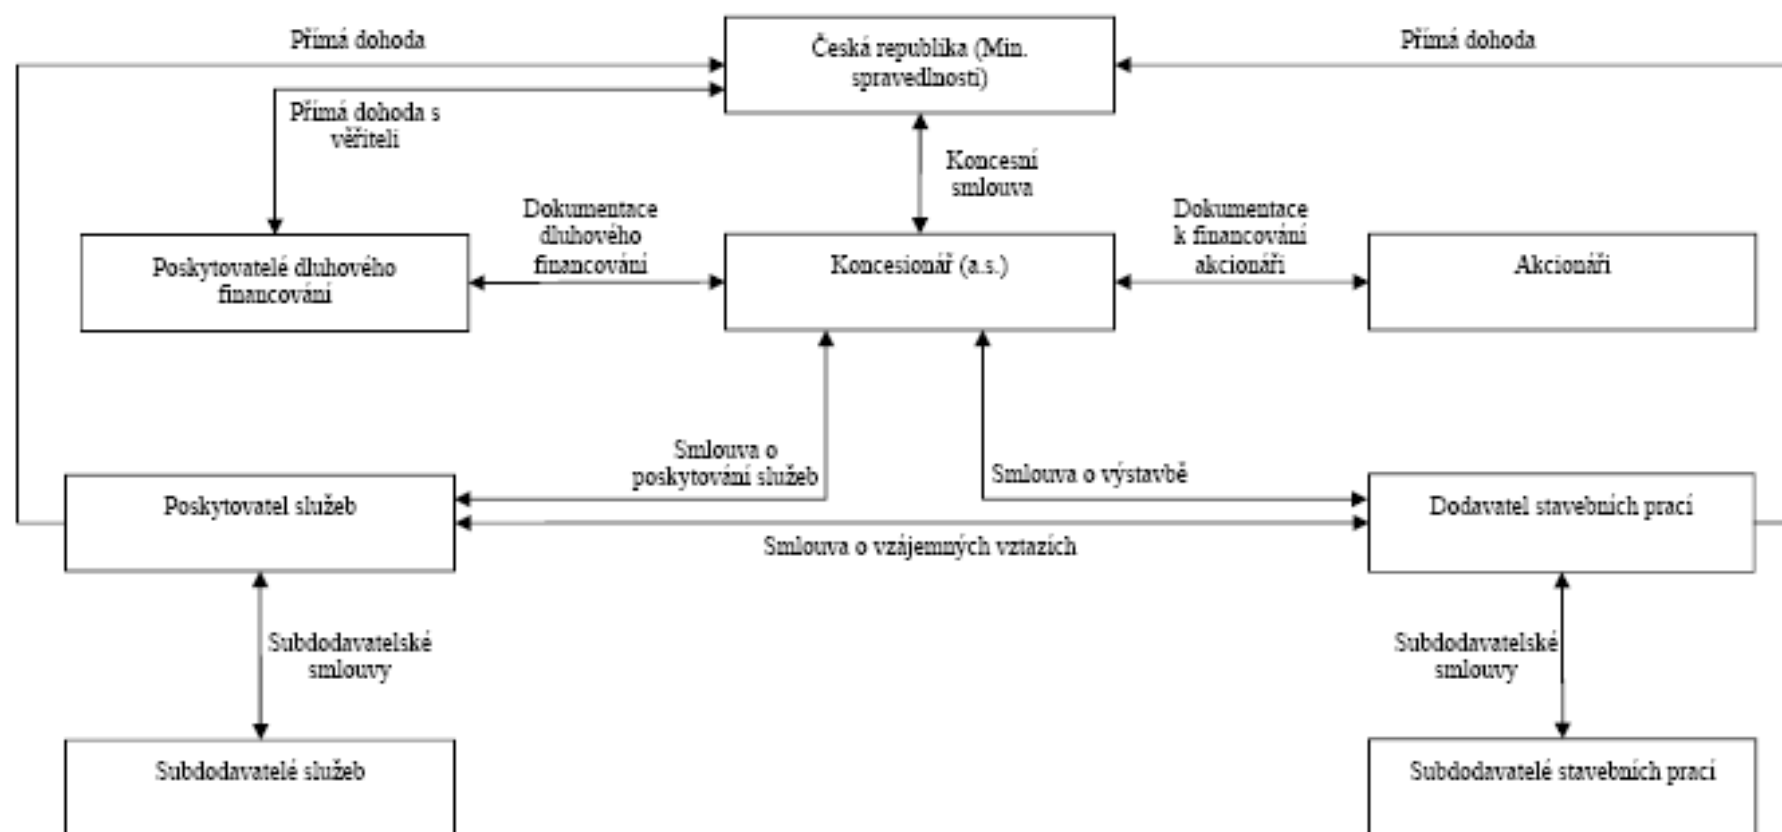 Přímá dohoda
Česká republika (Min.
spravedlnosti)
Přímá dohoda
Přímá dohoda s
věřiteli
Koncesní
smlouva
Dokumentace
dluhového
financování
Dokumentace
k financování
akcionáři
Poskytovatelé dluhového
financování
Koncesionář (a.s.)
Akcionáři
Smlouva o
poskytování služeb
Smlouva o výstavbě
Poskytovatel služeb
Dodavatel stavebních prací
Smlouva o vzájemných vztazích
Subdodavatelské
smlouvy
Subdodavatelské
smlouvy
Subdodavatelé služeb
Subdodavatelé stavebních prací